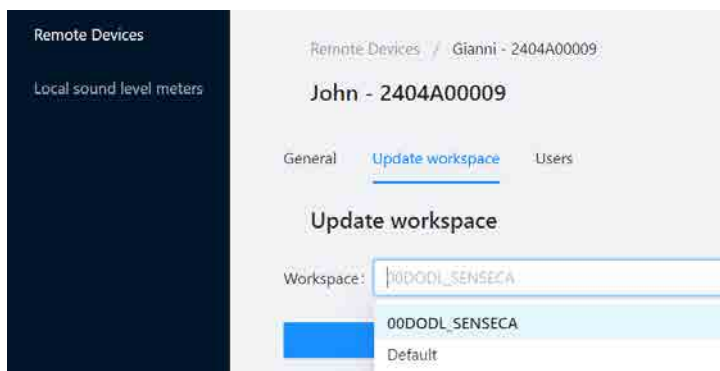 Remote Devices
Local sound level meters
Remote Devices / Gianni - 2404A00009
John - 2404A00009
General Update workspace Users
Update workspace
Workspace: 00DODL_SENSECA
00DODL_SENSECA
Default